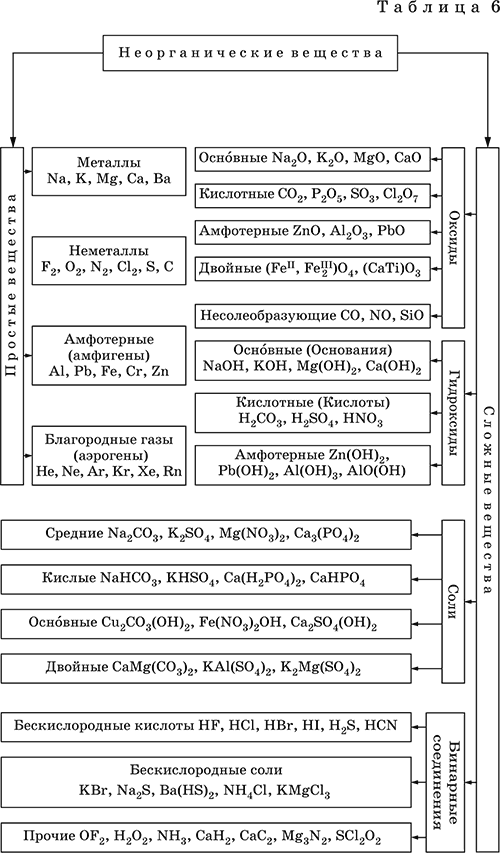 Таблица 6
Неорганические вещества
Простые вещества
Металлы
Na, K, Mg, Ca, Ba
Неметаллы
F₂, O₂, N₂, Cl₂, S, C
Амфотерные
(амфигены)
Al, Pb, Fe, Cr, Zn
Благородные газы
(аэрогены)
He, Ne, Ar, Kr, Xe, Rn
Сложные вещества
Оксиды
Оснóвные Na₂O, K₂O, MgO, CaO
Кислотные CO₂, P₂O₅, SO₃, Cl₂O₇
Амфотерные ZnO, Al₂O₃, PbO
Двойные (Feᴵᴵ, Fe₂ᴵᴵᴵ)O₄, (CaTi)O₃
Несолеобразующие CO, NO, SiO
Гидроксиды
Оснóвные (Основания)
NaOH, KOH, Mg(OH)₂, Ca(OH)₂
Кислотные (Кислоты)
H₂CO₃, H₂SO₄, HNO₃
Амфотерные Zn(OH)₂,
Pb(OH)₂, Al(OH)₃, AlO(OH)
Соли
Средние Na₂CO₃, K₂SO₄, Mg(NO₃)₂, Ca₃(PO₄)₂
Кислые NaHCO₃, KHSO₄, Ca(H₂PO₄)₂, CaHPO₄
Оснóвные Cu₂CO₃(OH)₂, Fe(NO₃)₂OH, Ca₂SO₄(OH)₂
Двойные CaMg(CO₃)₂, KAl(SO₄)₂, K₂Mg(SO₄)₂
Бинарные
соединения
Бескислородные кислоты HF, HCl, HBr, HI, H₂S, HCN
Бескислородные соли
KBr, Na₂S, Ba(HS)₂, NH₄Cl, KMgCl₃
Прочие OF₂, H₂O₂, NH₃, CaH₂, CaC₂, Mg₃N₂, SCl₂O₂